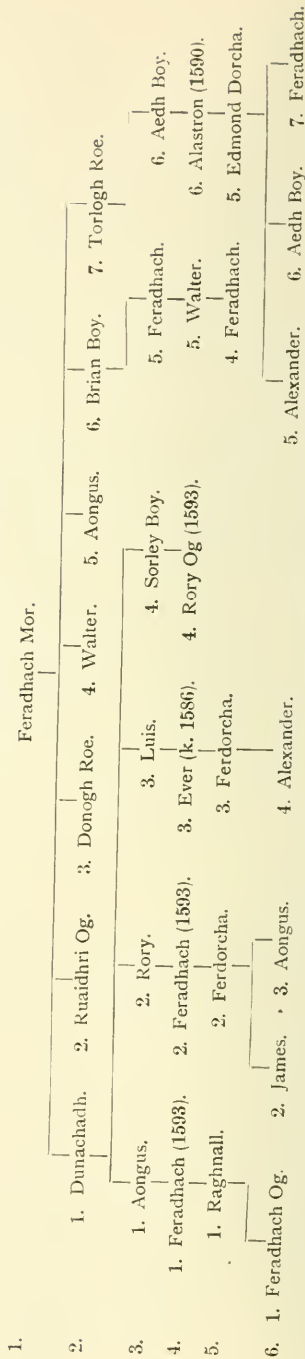 1. Feradhach Mor.
2. 1. Dunachadh. 2. Ruaidhri Og. 3. Donogh Roe. 4. Walter. 5. Aongus. 6. Brian Boy. 7. Torlogh Roe.
3. 1. Aongus. 2. Rory. 3. Luis. 4. Sorley Boy. 5. Feradhach. 6. Aedh Boy.
4. 1. Feradhach (1593). 2. Feradhach (1593). 3. Ever (k. 1586). 4. Rory Og (1593). 5. Walter. 6. Alastron (1590).
5. 1. Raghnall. 2. Ferdorcha. 3. Ferdorcha. 4. Feradhach. 5. Edmond Dorcha.
6. 1. Feradhach Og. 2. James. 3. Aongus. 4. Alexander. 5. Alexander. 6. Aedh Boy. 7. Feradhach.